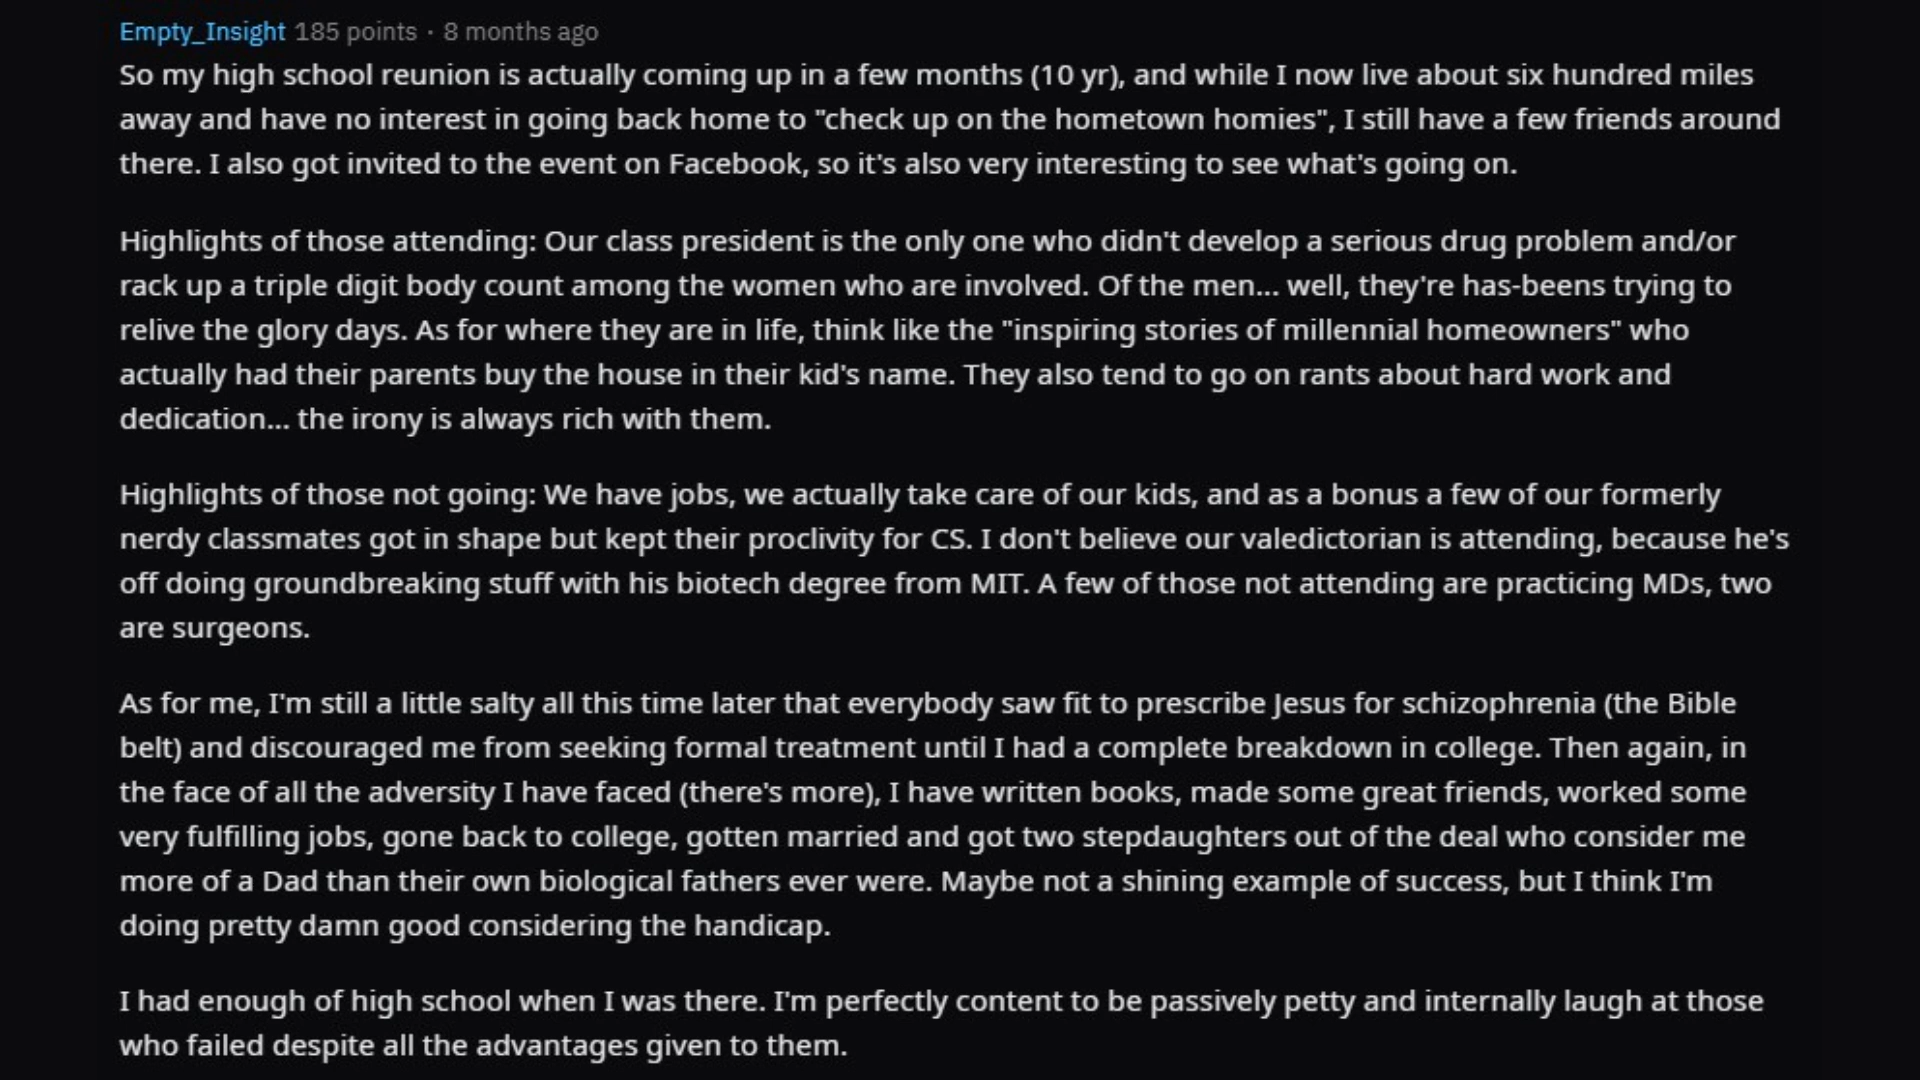 Empty_Insight 185 points · 8 months ago
So my high school reunion is actually coming up in a few months (10 yr), and while I now live about six hundred miles
away and have no interest in going back home to "check up on the hometown homies", I still have a few friends around
there. I also got invited to the event on Facebook, so it's also very interesting to see what's going on.
Highlights of those attending: Our class president is the only one who didn't develop a serious drug problem and/or
rack up a triple digit body count among the women who are involved. Of the men... well, they're has-beens trying to
relive the glory days. As for where they are in life, think like the "inspiring stories of millennial homeowners" who
actually had their parents buy the house in their kid's name. They also tend to go on rants about hard work and
dedication... the irony is always rich with them.
Highlights of those not going: We have jobs, we actually take care of our kids, and as a bonus a few of our formerly
nerdy classmates got in shape but kept their proclivity for CS. I don't believe our valedictorian is attending, because he's
off doing groundbreaking stuff with his biotech degree from MIT. A few of those not attending are practicing MDs, two
are surgeons.
As for me, I'm still a little salty all this time later that everybody saw fit to prescribe Jesus for schizophrenia (the Bible
belt) and discouraged me from seeking formal treatment until I had a complete breakdown in college. Then again, in
the face of all the adversity I have faced (there's more), I have written books, made some great friends, worked some
very fulfilling jobs, gone back to college, gotten married and got two stepdaughters out of the deal who consider me
more of a Dad than their own biological fathers ever were. Maybe not a shining example of success, but I think I'm
doing pretty damn good considering the handicap.
I had enough of high school when I was there. I'm perfectly content to be passively petty and internally laugh at those
who failed despite all the advantages given to them.